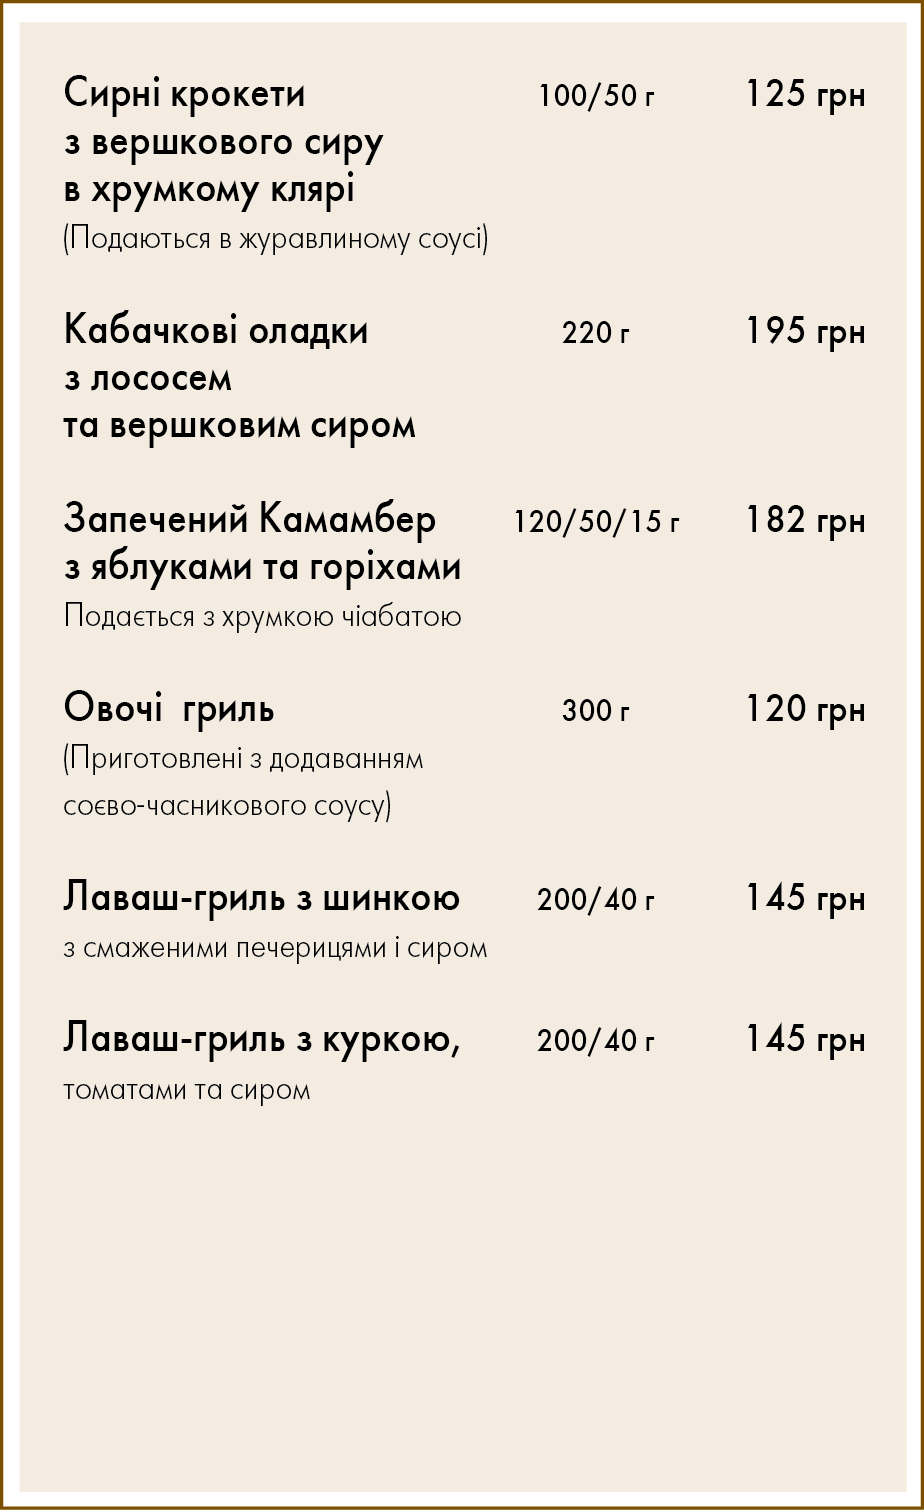 Сирні крокети 100/50 г 125 грн
з вершкового сиру
в хрумкому клярі
(Подаються в журавлиному соусі)
Кабачкові оладки 220 г 195 грн
з лососем
та вершковим сиром
Запечений Камамбер 120/50/15 г 182 грн
з яблуками та горіхами
Подається з хрумкою чіабатою
Овочі  гриль 300 г 120 грн
(Приготовлені з додаванням
соєво-часникового соусу)
Лаваш-гриль з шинкою 200/40 г 145 грн
з смаженими печерицями і сиром
Лаваш-гриль з куркою, 200/40 г 145 грн
томатами та сиром